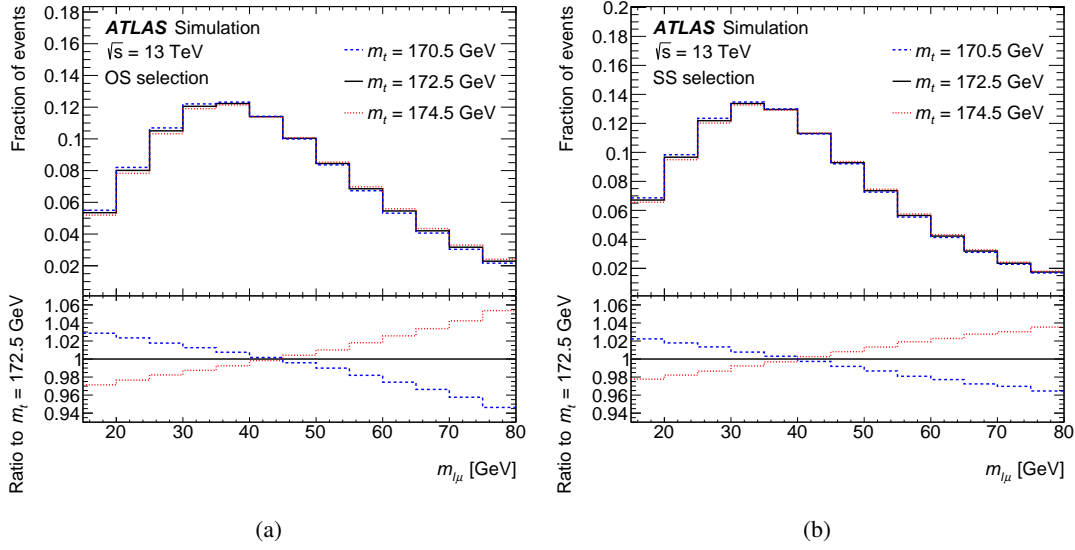 ATLAS Simulation
√s = 13 TeV
OS selection
m_t = 170.5 GeV
m_t = 172.5 GeV
m_t = 174.5 GeV
Fraction of events
0.18
0.16
0.14
0.12
0.1
0.08
0.06
0.04
0.02
Ratio to m_t = 172.5 GeV
1.06
1.04
1.02
1
0.98
0.96
0.94
20 30 40 50 60 70 80
m_{lμ} [GeV]
(a)
ATLAS Simulation
√s = 13 TeV
SS selection
m_t = 170.5 GeV
m_t = 172.5 GeV
m_t = 174.5 GeV
Fraction of events
0.2
0.18
0.16
0.14
0.12
0.1
0.08
0.06
0.04
0.02
Ratio to m_t = 172.5 GeV
1.06
1.04
1.02
1
0.98
0.96
0.94
20 30 40 50 60 70 80
m_{lμ} [GeV]
(b)